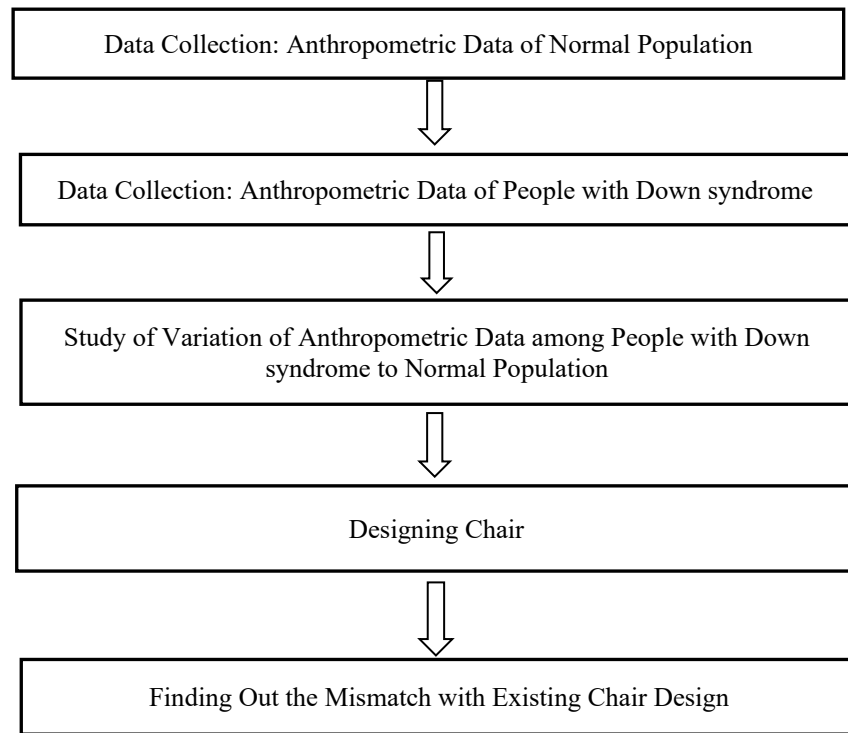 Data Collection: Anthropometric Data of Normal Population
Data Collection: Anthropometric Data of People with Down syndrome
Study of Variation of Anthropometric Data among People with Down
syndrome to Normal Population
Designing Chair
Finding Out the Mismatch with Existing Chair Design